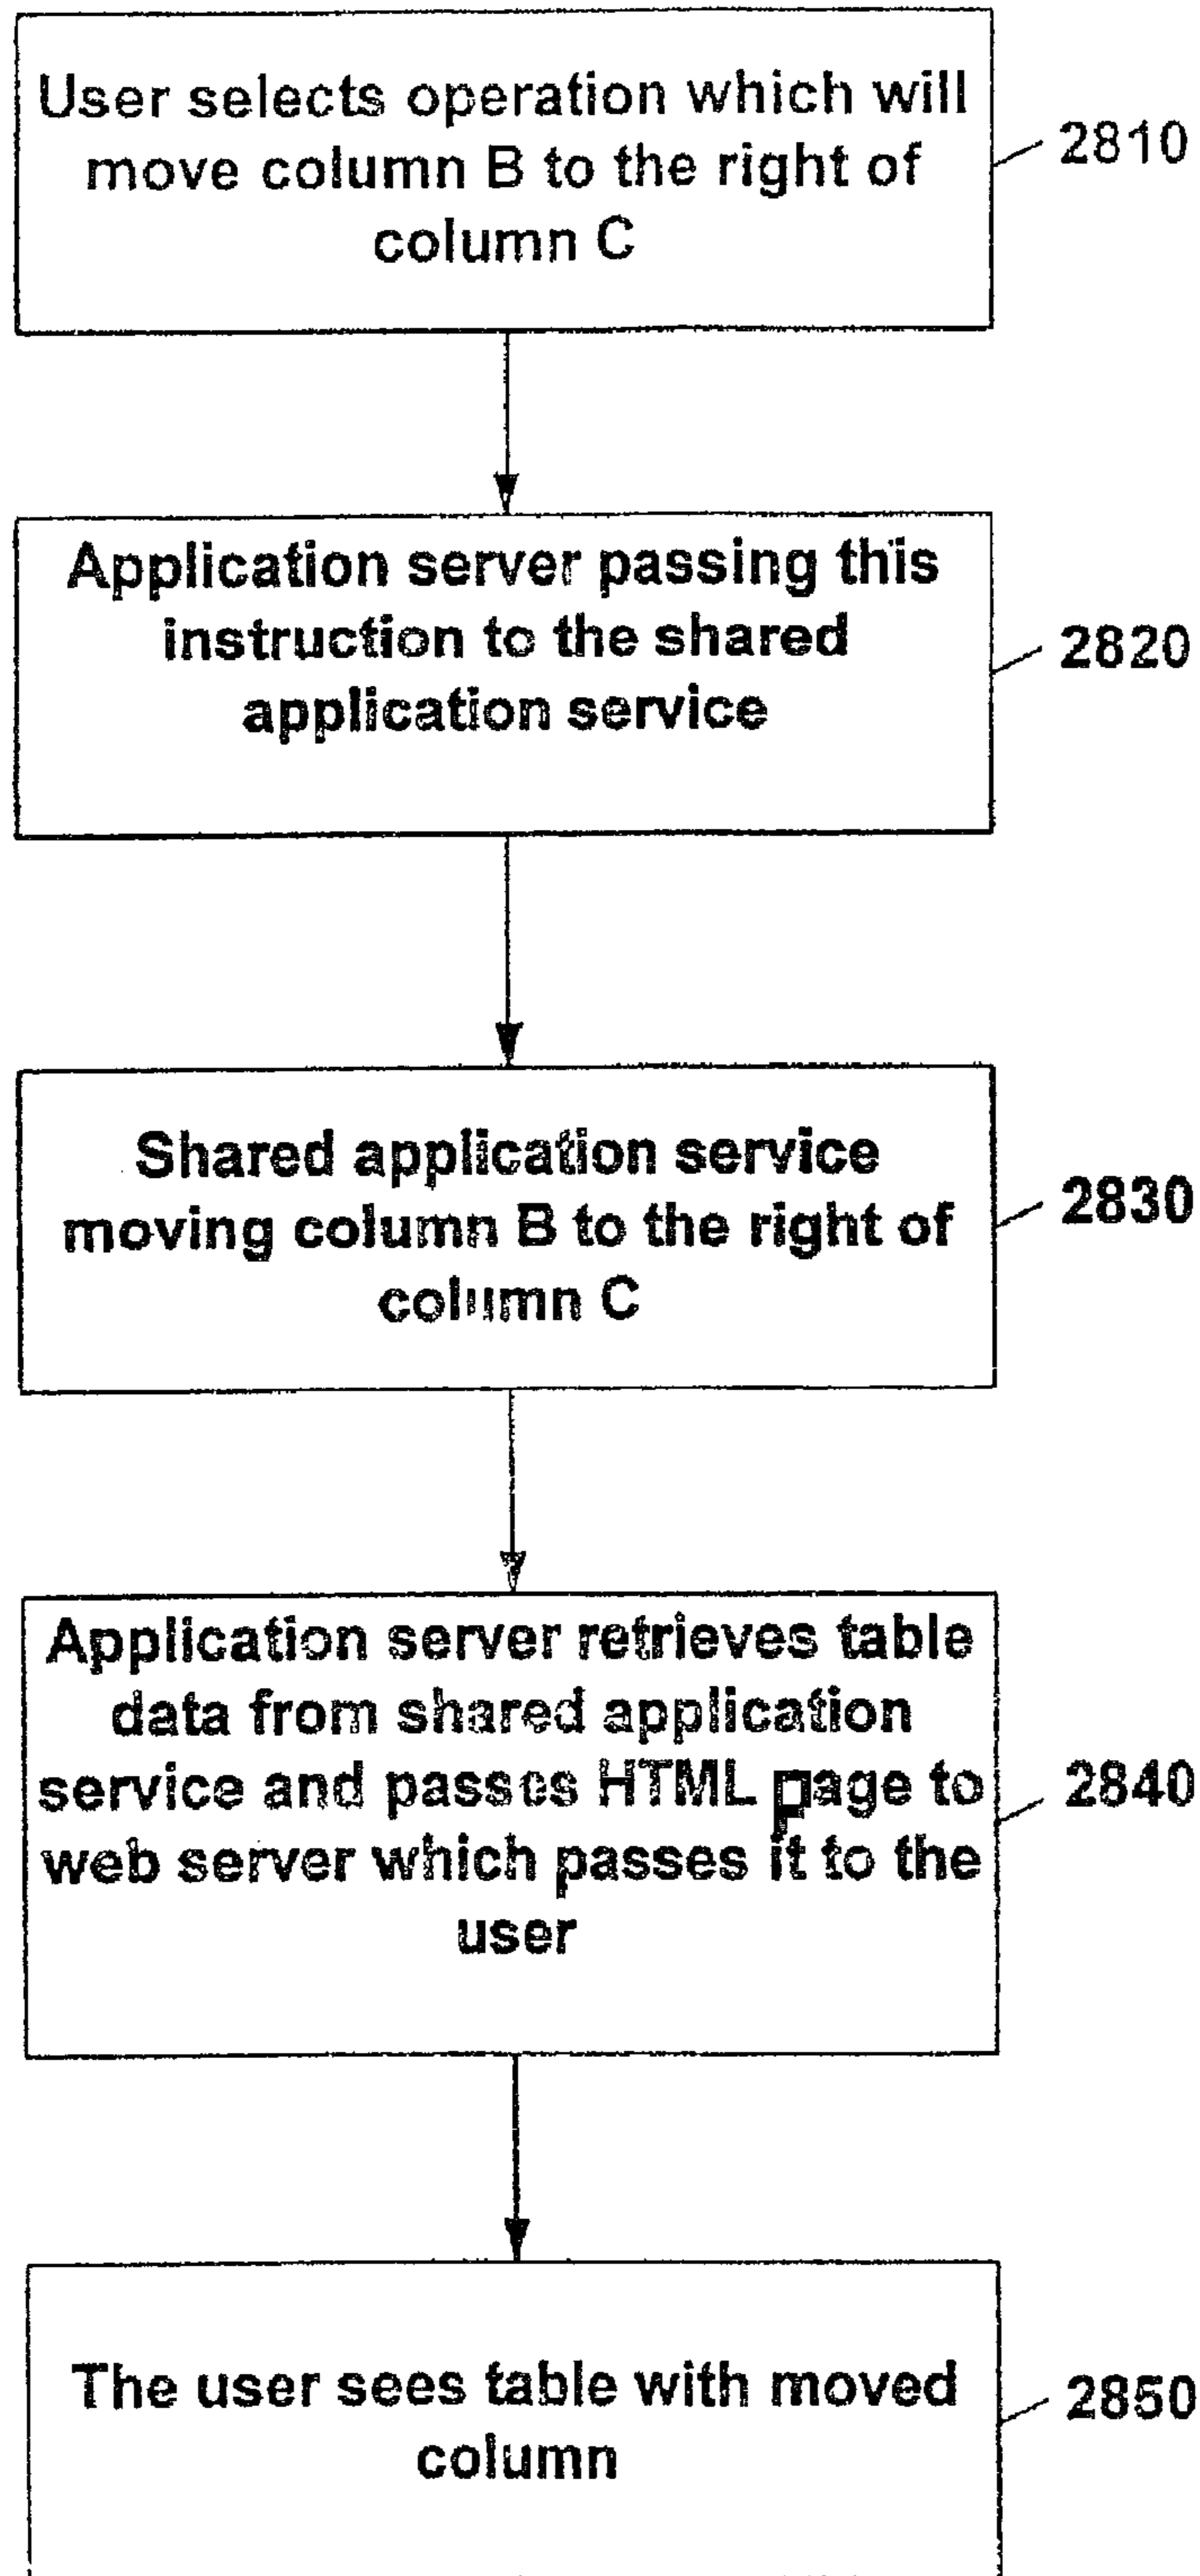 User selects operation which will
move column B to the right of
column C
2810
Application server passing this
instruction to the shared
application service
2820
Shared application service
moving column B to the right of
column C
2830
Application server retrieves table
data from shared application
service and passes HTML page to
web server which passes it to the
user
2840
The user sees table with moved
column
2850